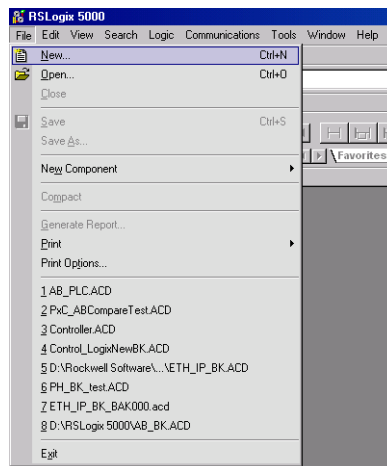 RSLogix 5000
File Edit View Search Logic Communications Tools Window Help
New... Ctrl+N
Open... Ctrl+O
Close
Save Ctrl+S
Save As...
New Component
Favorites
Compact
Generate Report...
Print
Print Options...
1 AB_PLC.ACD
2 PxC_ABCompareTest.ACD
3 Controller.ACD
4 Control_LogixNewBK.ACD
5 D:\Rockwell Software\...\ETH_IP_BK.ACD
6 PH_BK_test.ACD
7 ETH_IP_BK_BAK000.acd
8 D:\RSLogix 5000\AB_BK.ACD
Exit